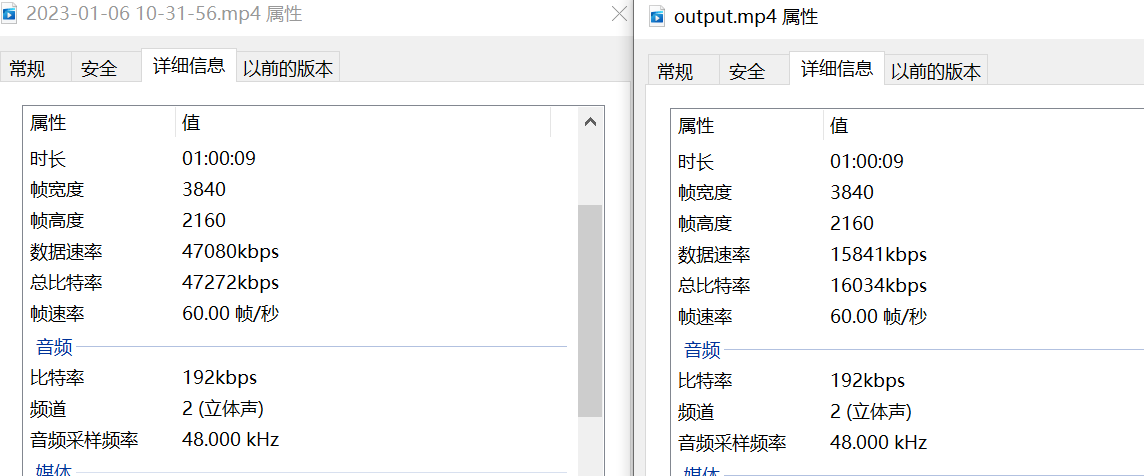 2023-01-06 10-31-56.mp4 属性
常规 安全 详细信息 以前的版本
属性 值
时长 01:00:09
帧宽度 3840
帧高度 2160
数据速率 47080kbps
总比特率 47272kbps
帧速率 60.00 帧/秒
音频
比特率 192kbps
频道 2 (立体声)
音频采样频率 48.000 kHz
媒体
output.mp4 属性
常规 安全 详细信息 以前的版本
属性 值
时长 01:00:09
帧宽度 3840
帧高度 2160
数据速率 15841kbps
总比特率 16034kbps
帧速率 60.00 帧/秒
音频
比特率 192kbps
频道 2 (立体声)
音频采样频率 48.000 kHz
媒体